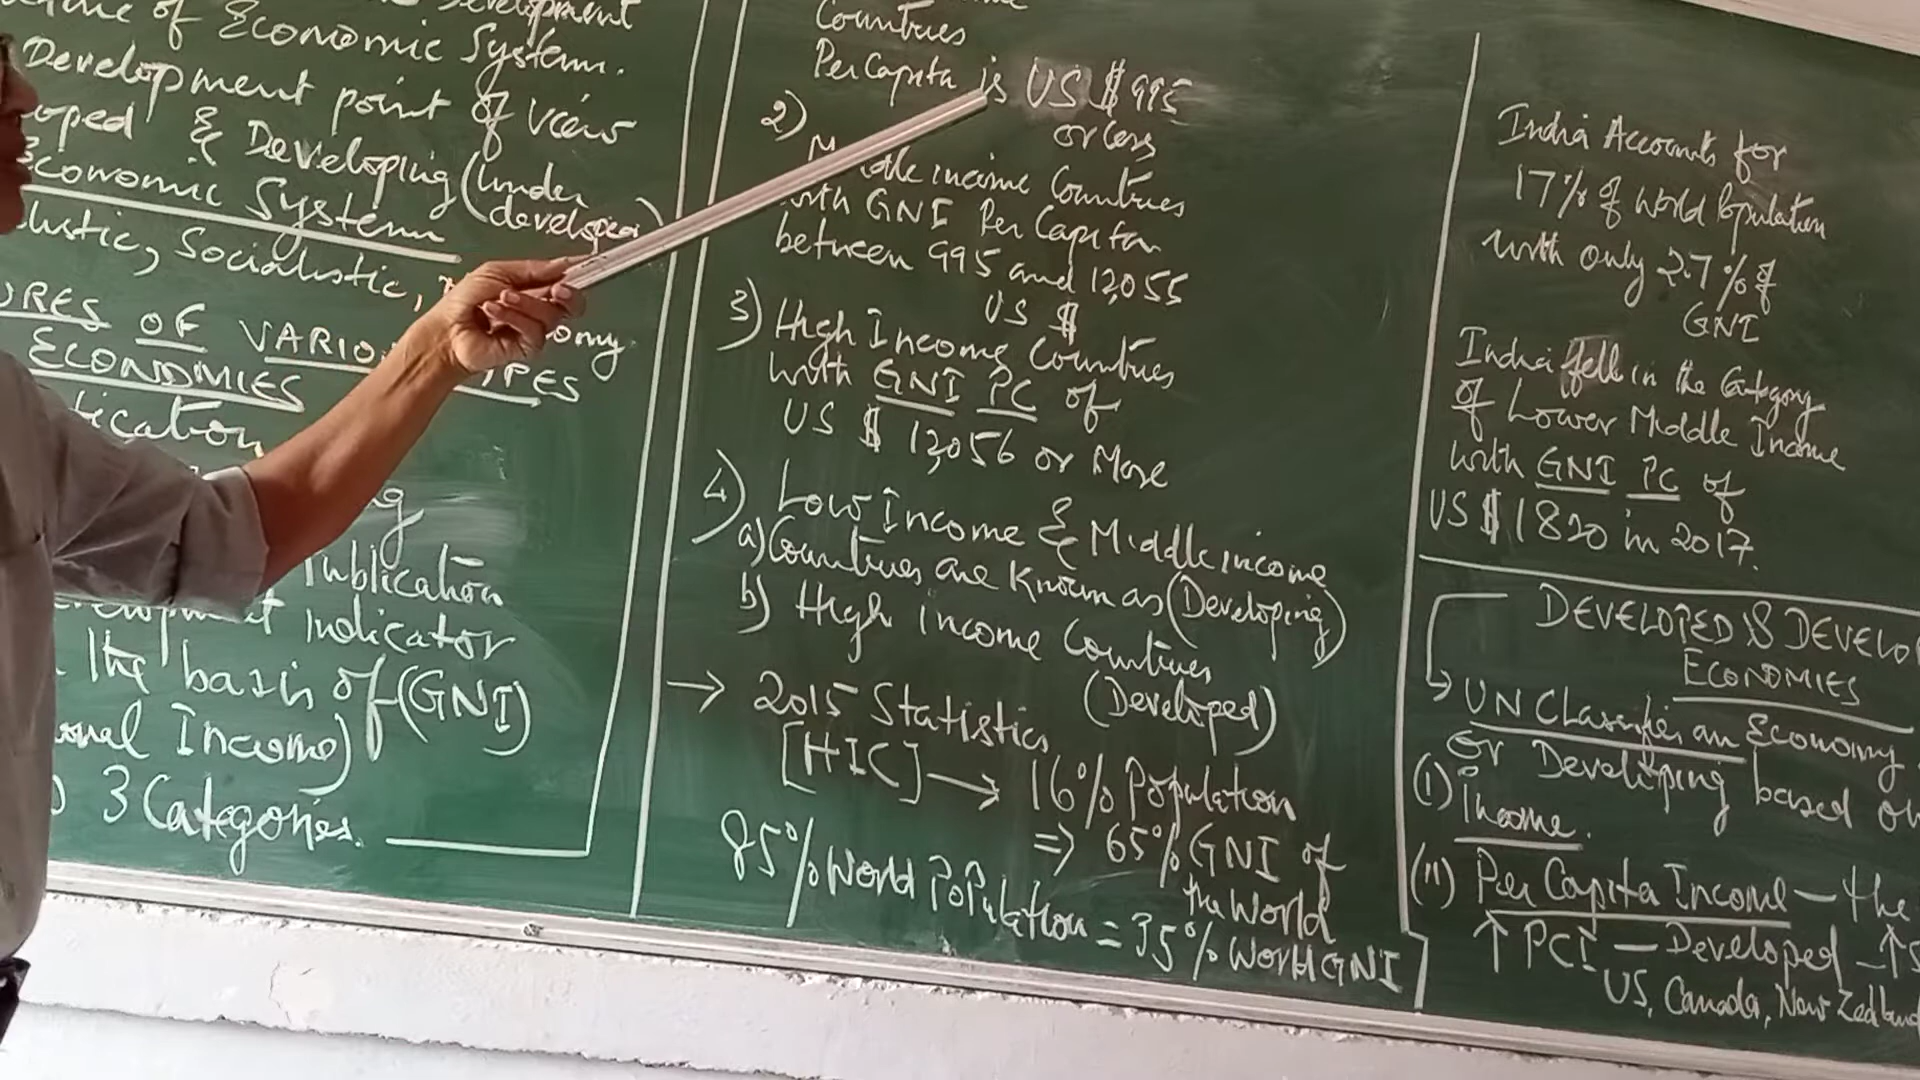 Development
of Economic System.
Development point of view
& Developing (Under
developed)
Economic System
Socialistic,
OF VARIO
ECONOMIES
Publication
Indicator
the basis of (GNI)
Income)
3 Categories.
Countries
Per Capita is US $ 995
or less
2)
income Countries
GNI Per Capita
between 995 and 12,055
US $
3) High Income Countries
with GNI PC of
US $ 12,056 or More
4) Low Income & Middle income
a) Countries are Known as (Developing)
b) High income Countries
(Developed)
→ 2015 Statistics
[HIC] → 16% Population
⇒ 65% GNI of
the World
85% World Population = 35% World GNI
India Accounts for
17% of World Population
with only 2.7% of
GNI
India fell in the Category
of Lower Middle Income
with GNI PC of
US $ 1820 in 2017.
DEVELOPED & DEVELO
ECONOMIES
UN Classifies an Economy
or Developing based on
(I) Income.
(II) Per Capita Income – the
↑ PCI – Developed – ↑
US, Canada, New Zedland